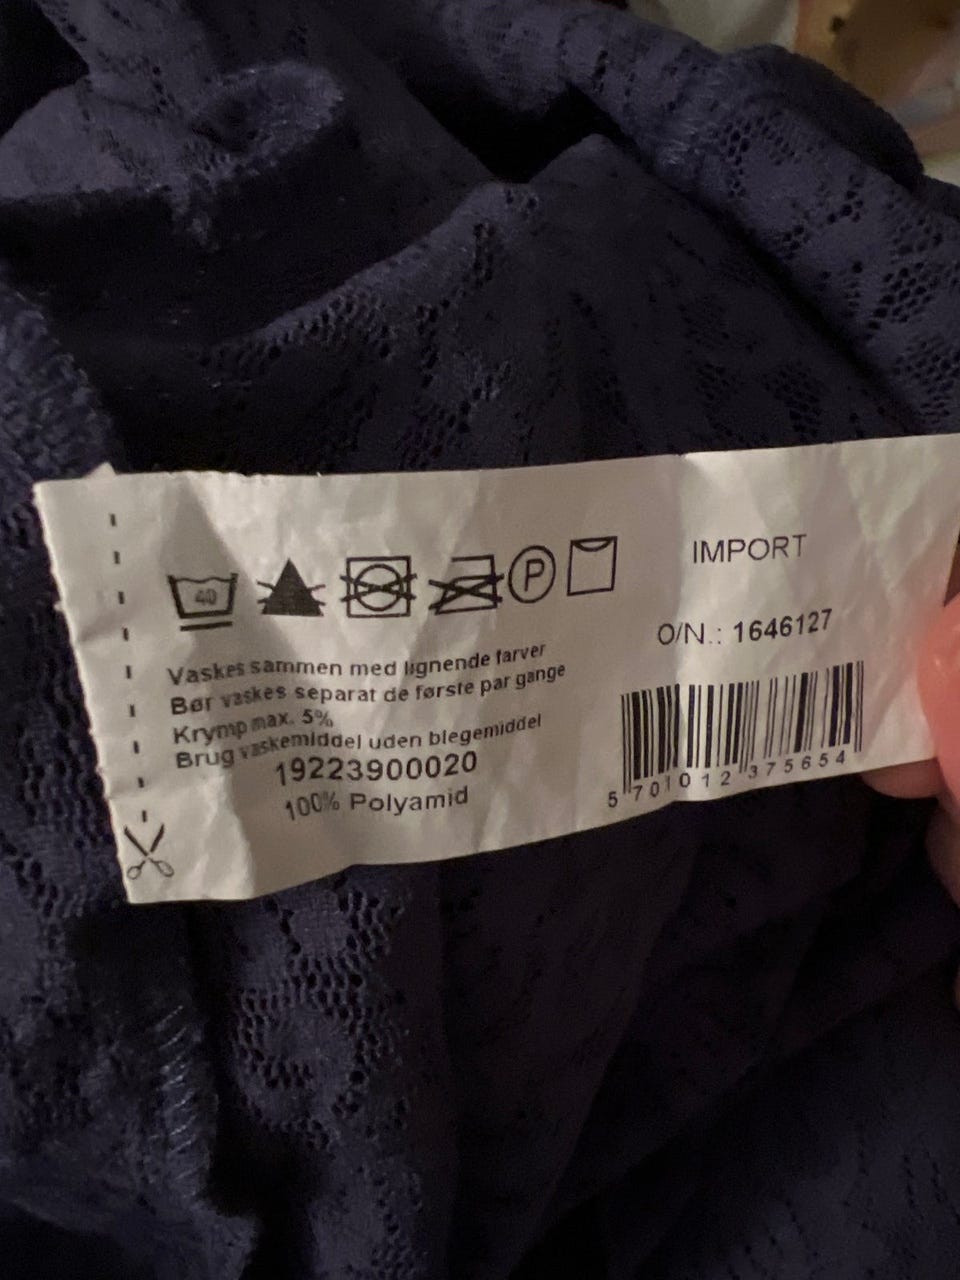 40
P
IMPORT
O/N.: 1646127
Vaskes sammen med lignende farver
Bør vaskes separat de første par gange
Krymp max. 5%
Brug vaskemiddel uden blegemiddel
19223900020
100% Polyamid
5 701012 375654